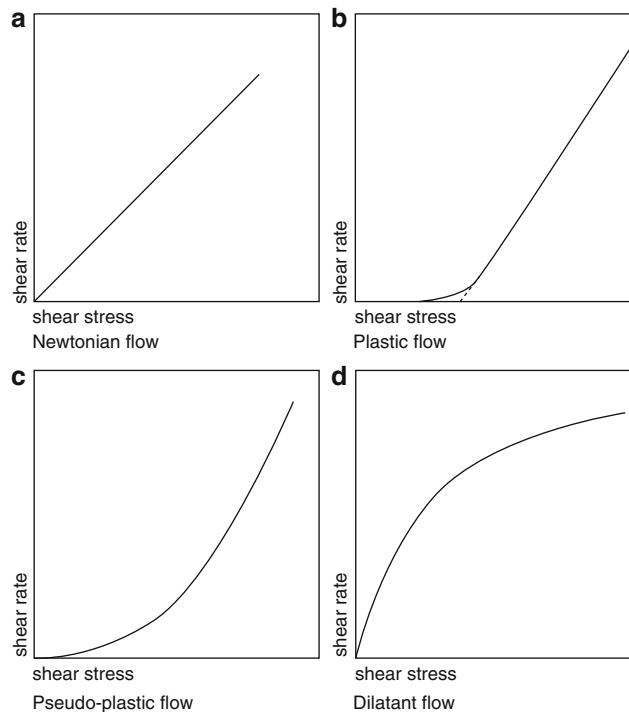 a
shear rate
shear stress
Newtonian flow
b
shear rate
shear stress
Plastic flow
c
shear rate
shear stress
Pseudo-plastic flow
d
shear rate
shear stress
Dilatant flow